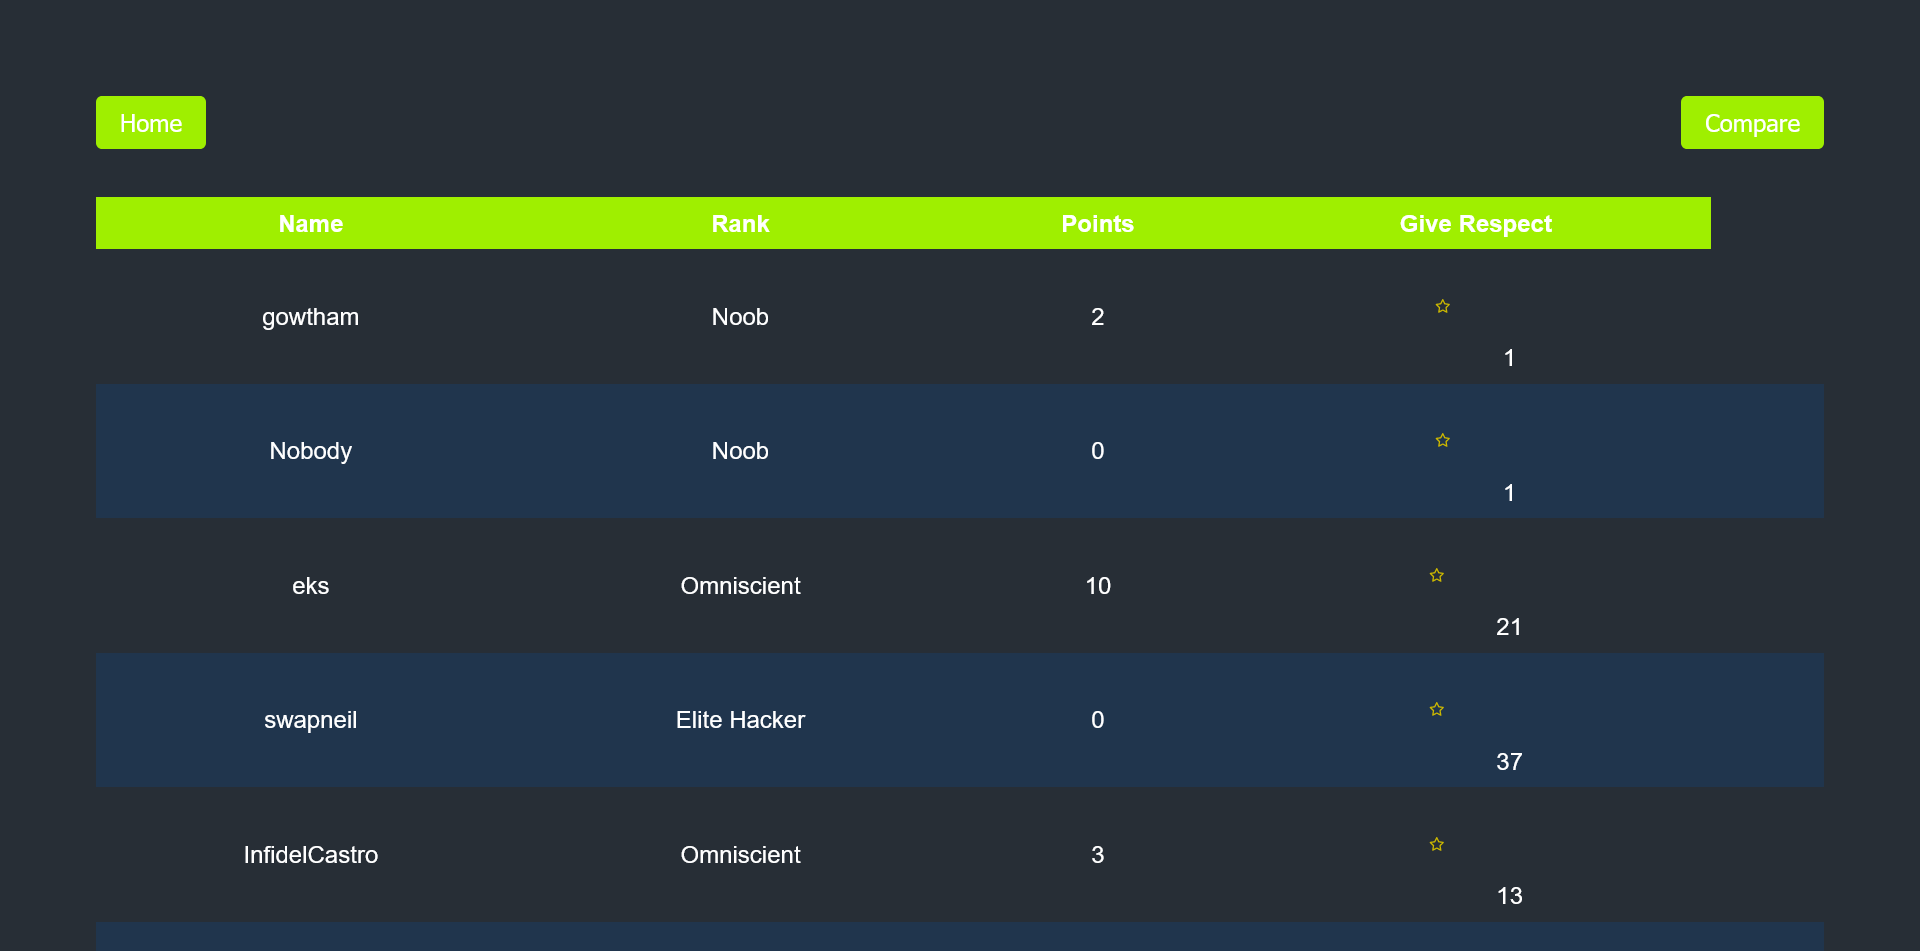 Home
Compare
Name Rank Points Give Respect
gowtham Noob 2
1
Nobody Noob 0
1
eks Omniscient 10
21
swapneil Elite Hacker 0
37
InfidelCastro Omniscient 3
13